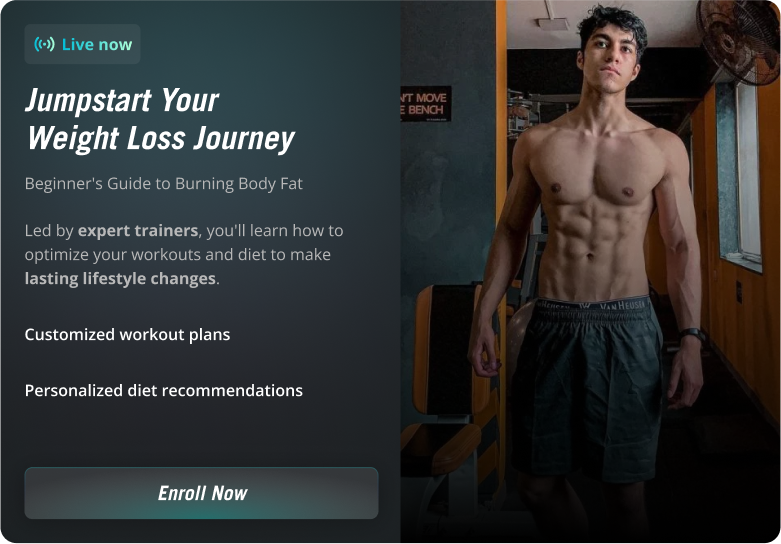 Live now
Jumpstart Your
Weight Loss Journey
Beginner's Guide to Burning Body Fat
Led by expert trainers, you'll learn how to
optimize your workouts and diet to make
lasting lifestyle changes.
Customized workout plans
Personalized diet recommendations
Enroll Now
'T MOVE
E BENCH
VAN HEUSEN